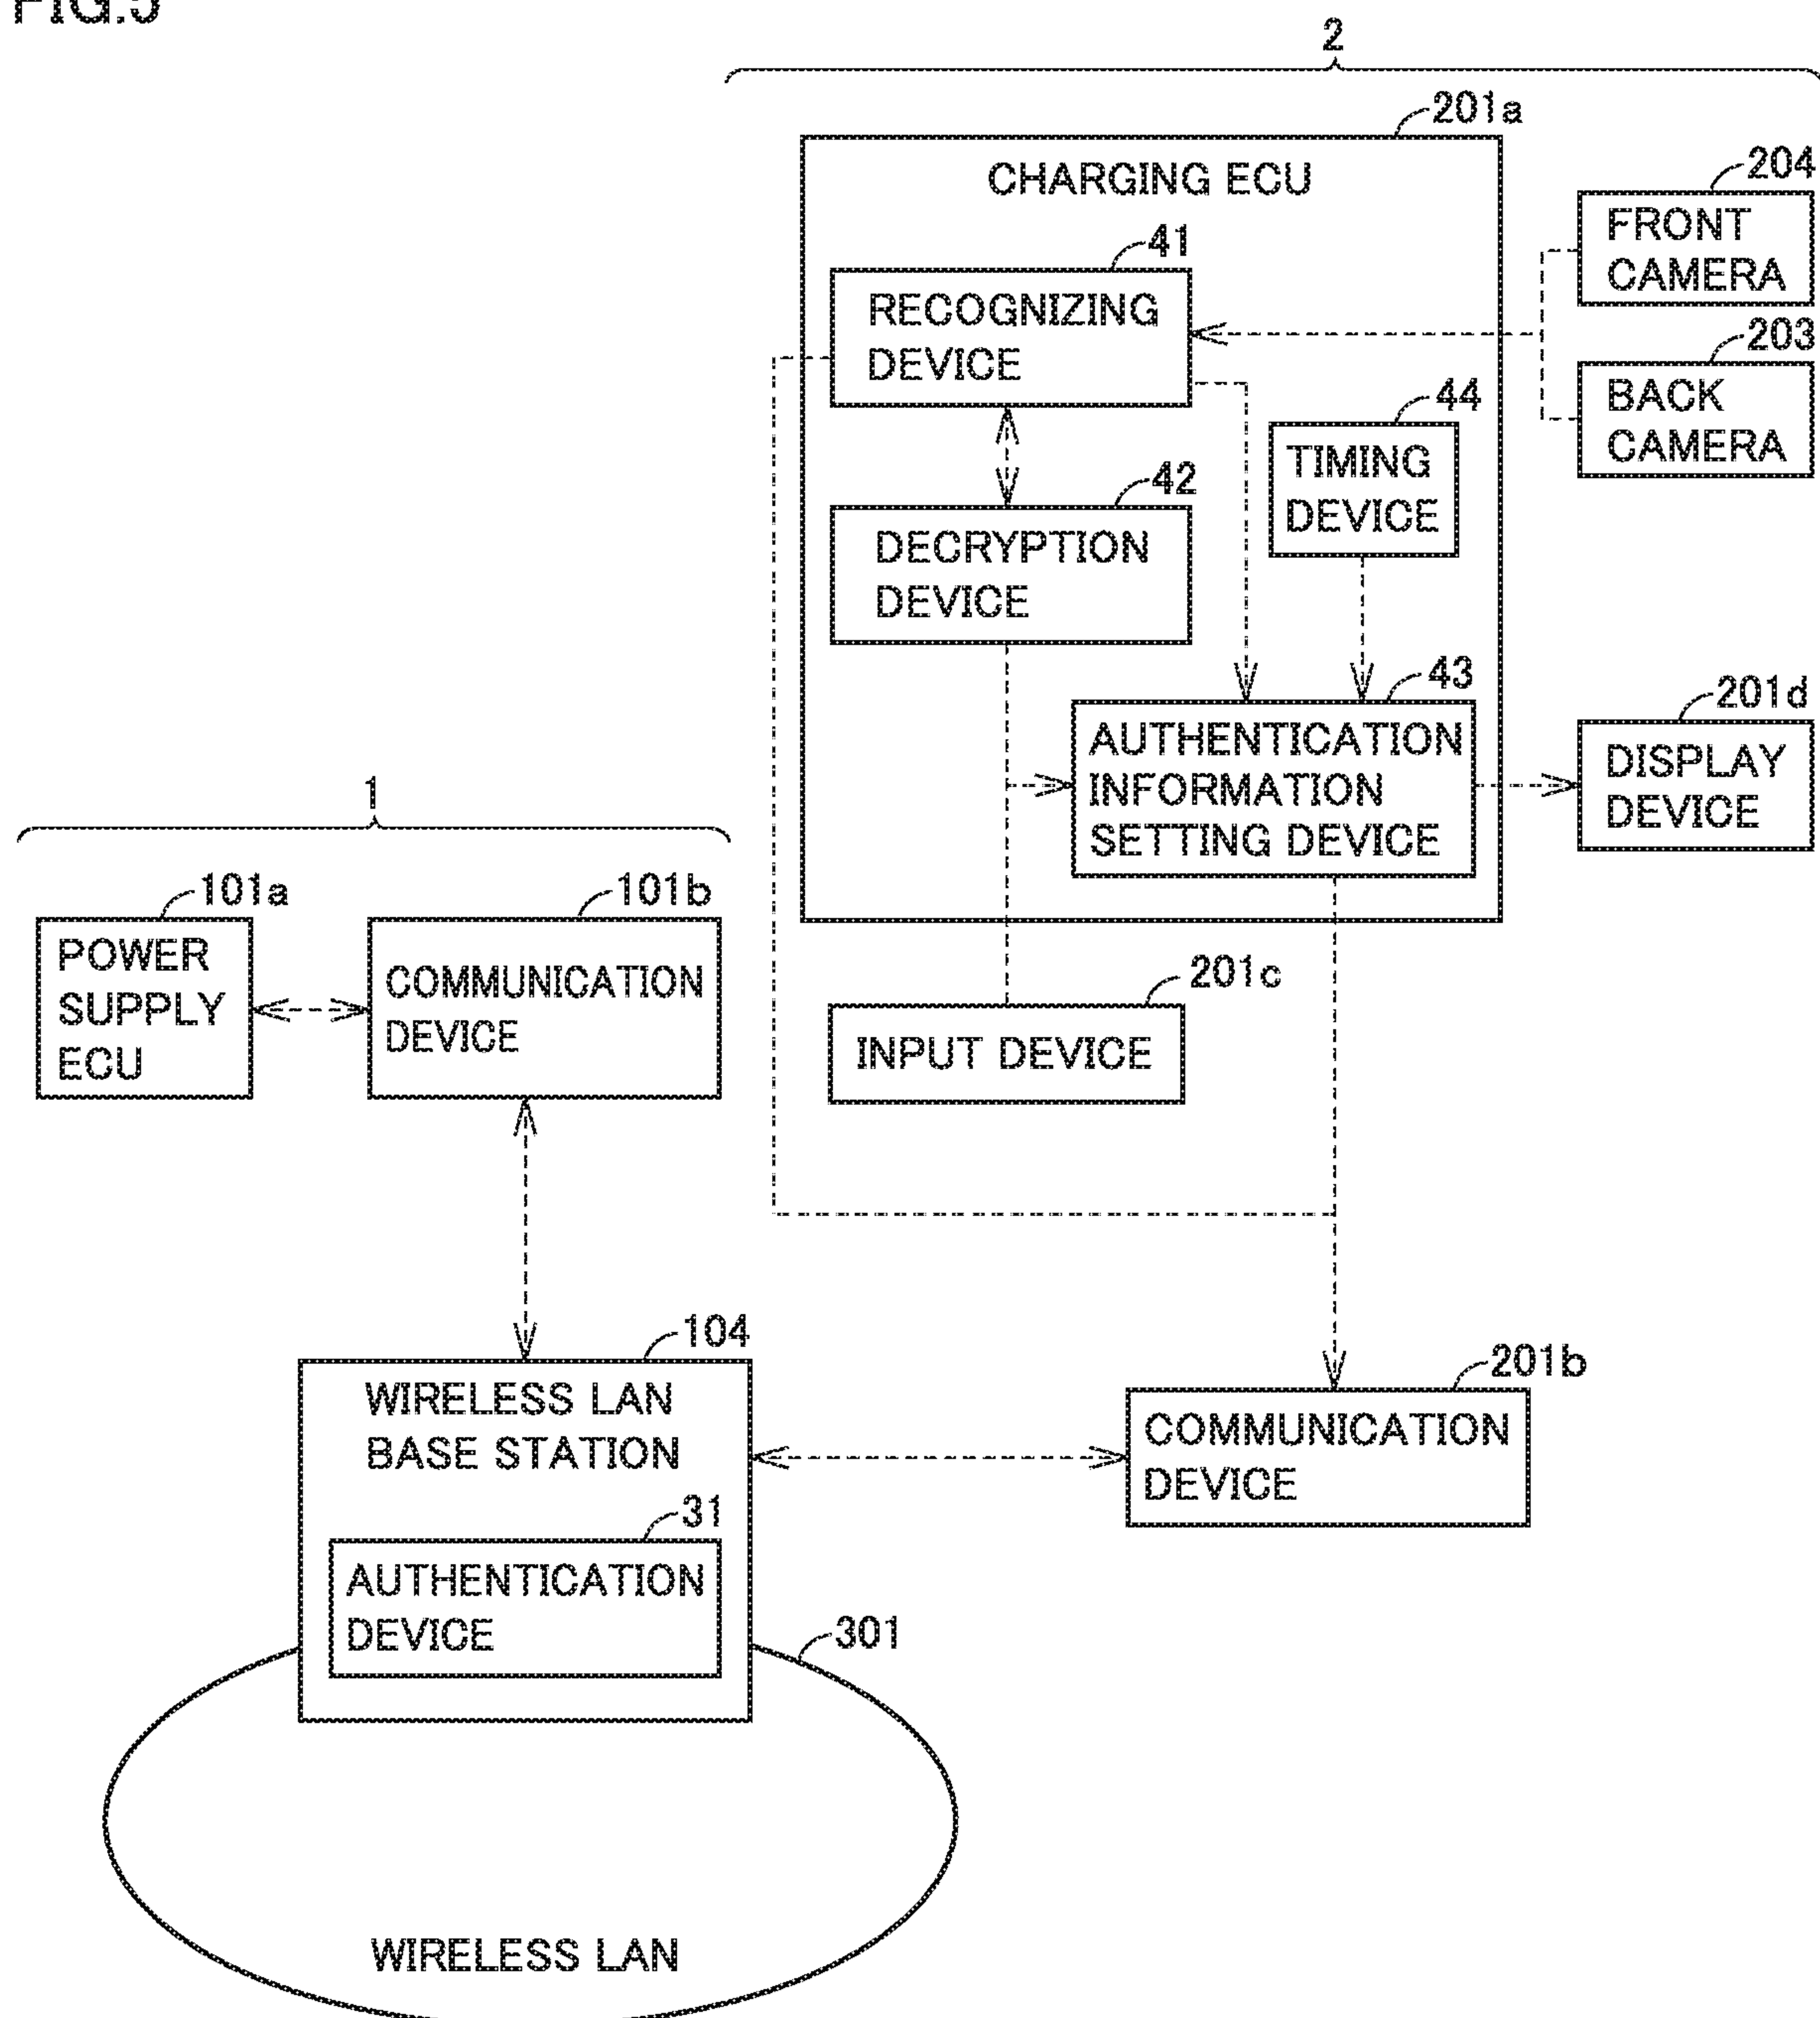 FIG.5
2
201a
CHARGING ECU
204
FRONT
CAMERA
41
RECOGNIZING
DEVICE
203
BACK
CAMERA
44
TIMING
DEVICE
42
DECRYPTION
DEVICE
43
AUTHENTICATION
INFORMATION
SETTING DEVICE
201d
DISPLAY
DEVICE
1
101a
POWER
SUPPLY
ECU
101b
COMMUNICATION
DEVICE
201c
INPUT DEVICE
104
WIRELESS LAN
BASE STATION
201b
COMMUNICATION
DEVICE
31
AUTHENTICATION
DEVICE
301
WIRELESS LAN